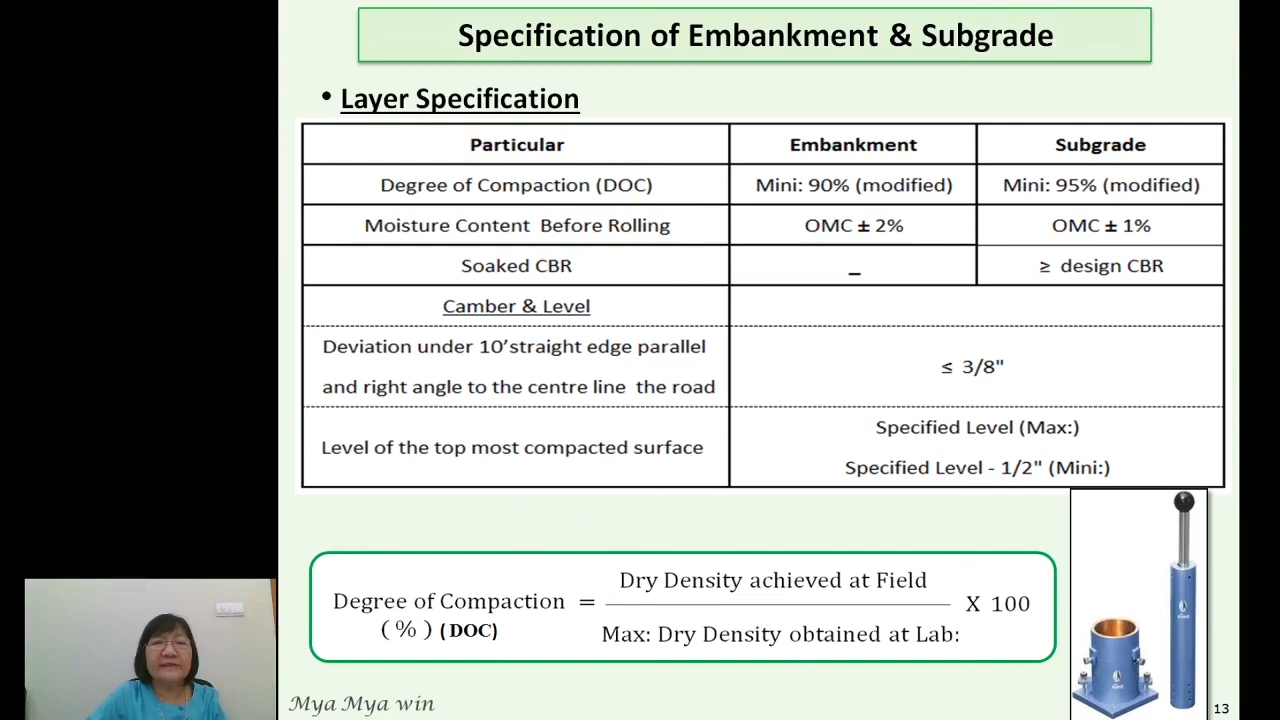 Specification of Embankment & Subgrade
• Layer Specification
Particular Embankment Subgrade
Degree of Compaction (DOC) Mini: 90% (modified) Mini: 95% (modified)
Moisture Content Before Rolling OMC ± 2% OMC ± 1%
Soaked CBR – ≥ design CBR
Camber & Level
Deviation under 10’straight edge parallel
and right angle to the centre line the road
≤ 3/8"
Level of the top most compacted surface
Specified Level (Max:)
Specified Level - 1/2" (Mini:)
Degree of Compaction
( % ) (DOC)
=
Dry Density achieved at Field
Max: Dry Density obtained at Lab:
X 100
Mya Mya win
13